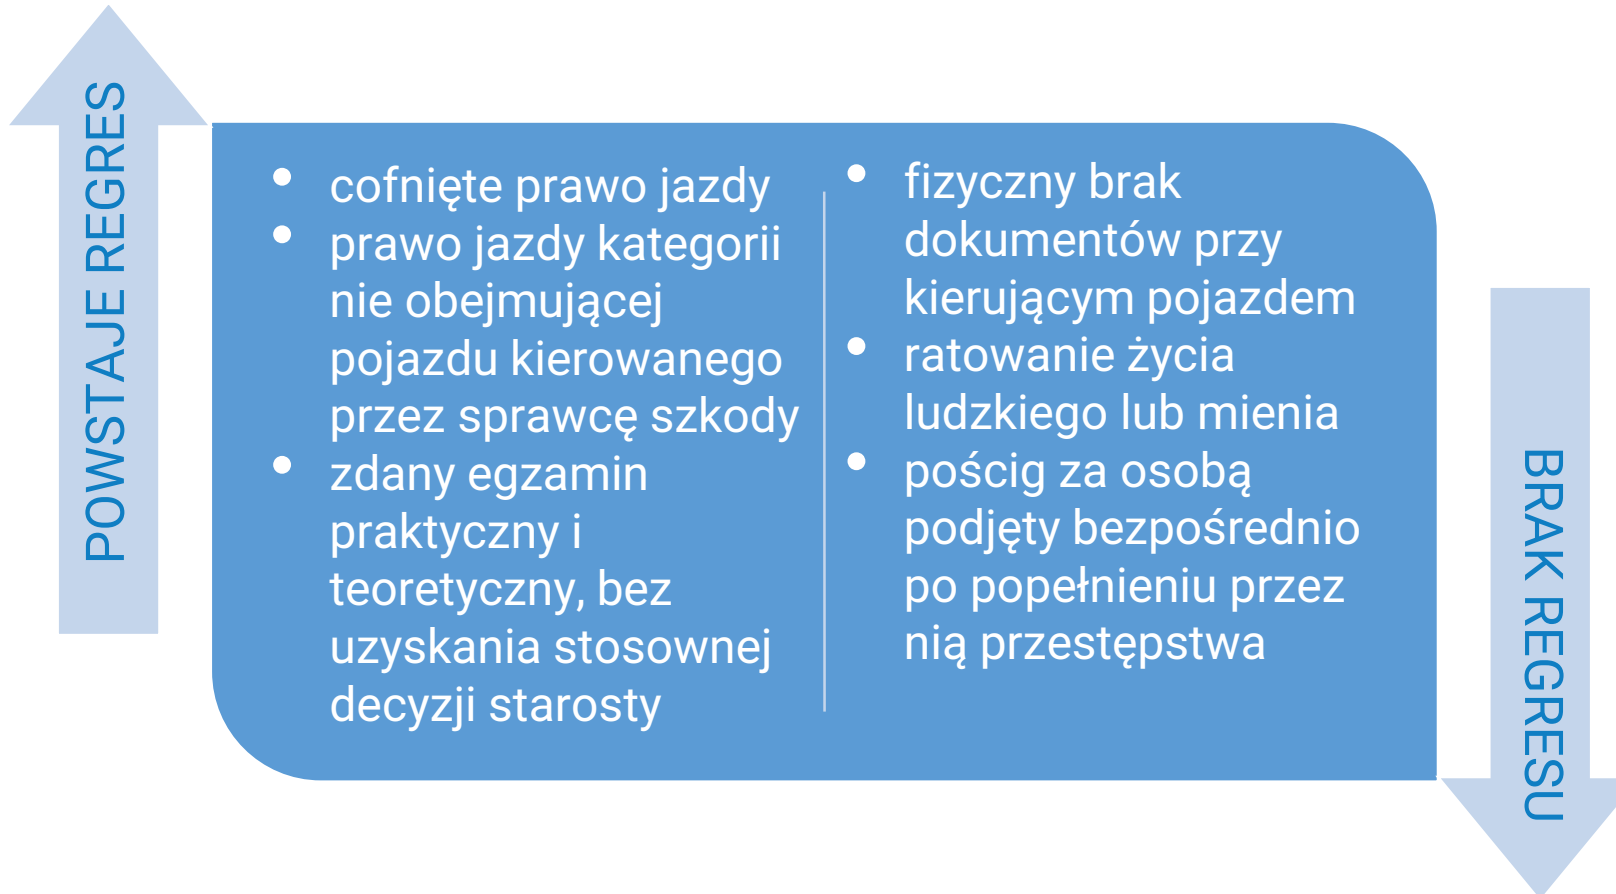 POWSTAJE REGRES
cofnięte prawo jazdy
prawo jazdy kategorii
nie obejmującej
pojazdu kierowanego
przez sprawcę szkody
zdany egzamin
praktyczny i
teoretyczny, bez
uzyskania stosownej
decyzji starosty
fizyczny brak
dokumentów przy
kierującym pojazdem
ratowanie życia
ludzkiego lub mienia
pościg za osobą
podjęty bezpośrednio
po popełnieniu przez
nią przestępstwa
BRAK REGRESU